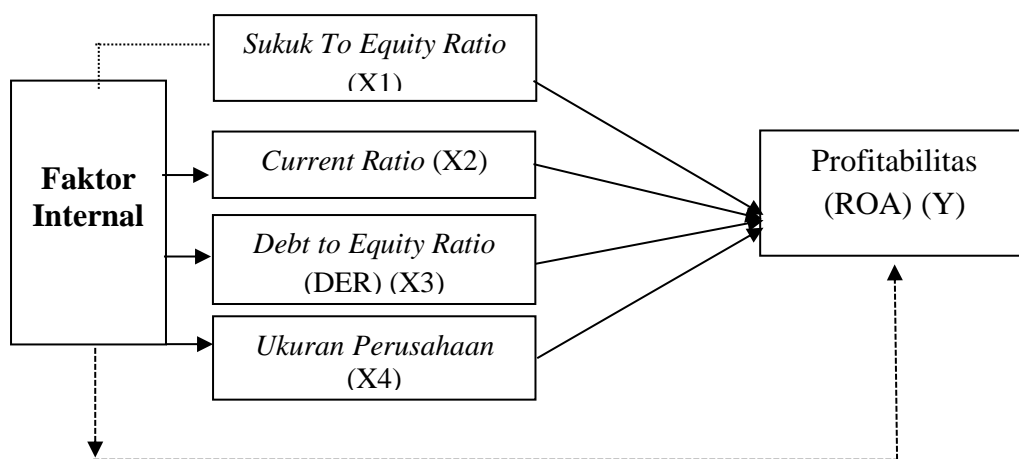 Sukuk To Equity Ratio
(X1)
Faktor
Internal
Current Ratio (X2)
Debt to Equity Ratio
(DER) (X3)
Ukuran Perusahaan
(X4)
Profitabilitas
(ROA) (Y)